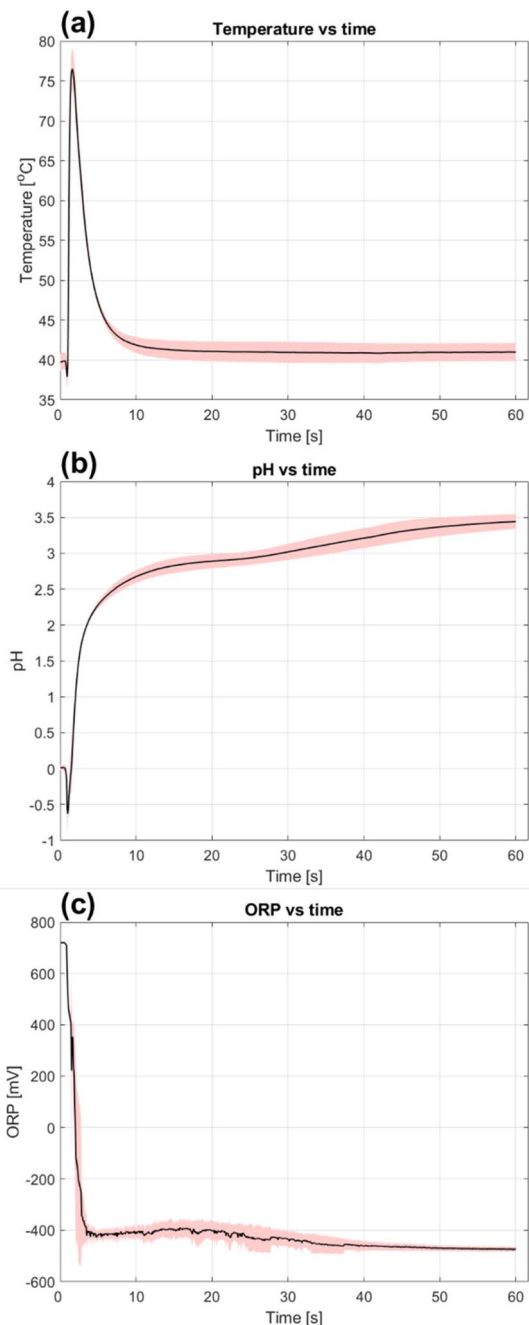 (a)
Temperature vs time
80
75
70
65
60
55
50
45
40
35
Temperature [°C]
0 10 20 30 40 50 60
Time [s]
(b)
pH vs time
4
3.5
3
2.5
2
1.5
1
0.5
0
-0.5
-1
pH
0 10 20 30 40 50 60
Time [s]
(c)
ORP vs time
800
600
400
200
0
-200
-400
-600
ORP [mV]
0 10 20 30 40 50 60
Time [s]